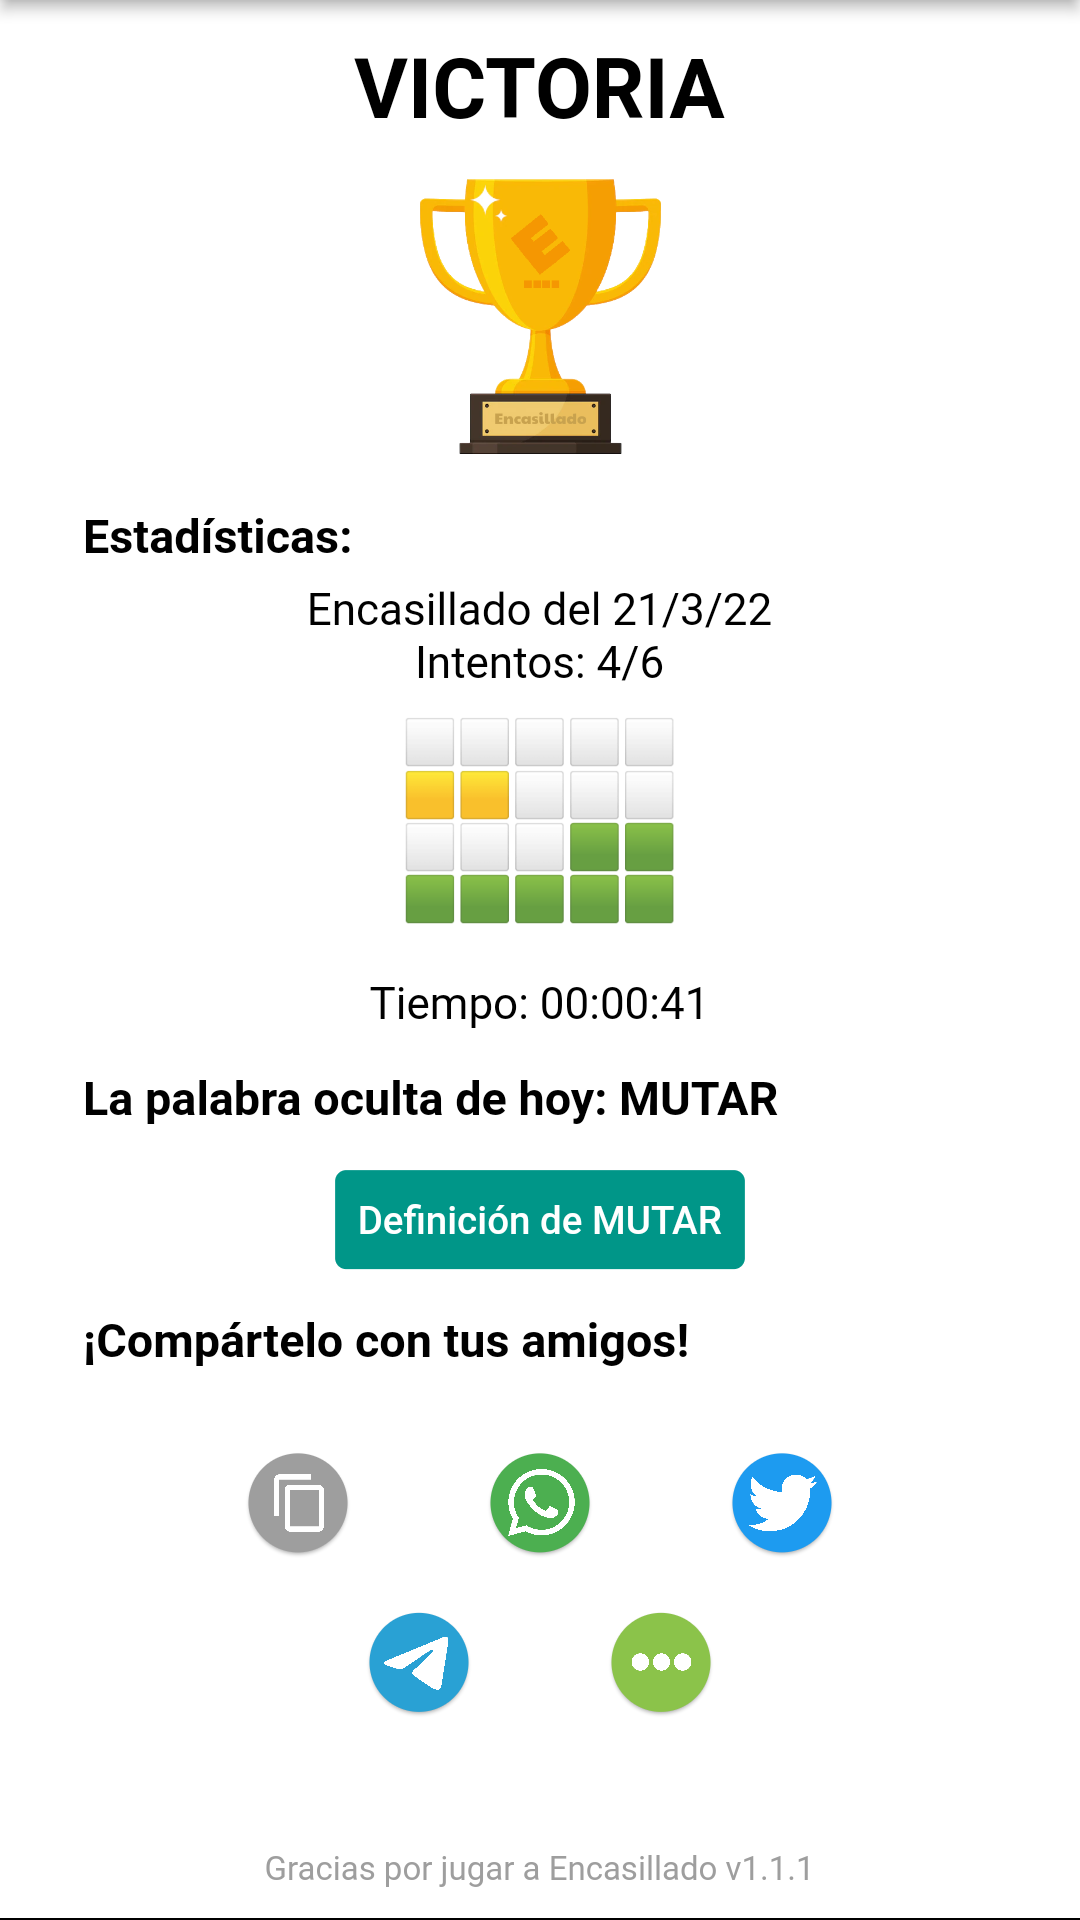 VICTORIA
E
Encasillado
Estadísticas:
Encasillado del 21/3/22
Intentos: 4/6
Tiempo: 00:00:41
La palabra oculta de hoy: MUTAR
Definición de MUTAR
¡Compártelo con tus amigos!
Gracias por jugar a Encasillado v1.1.1